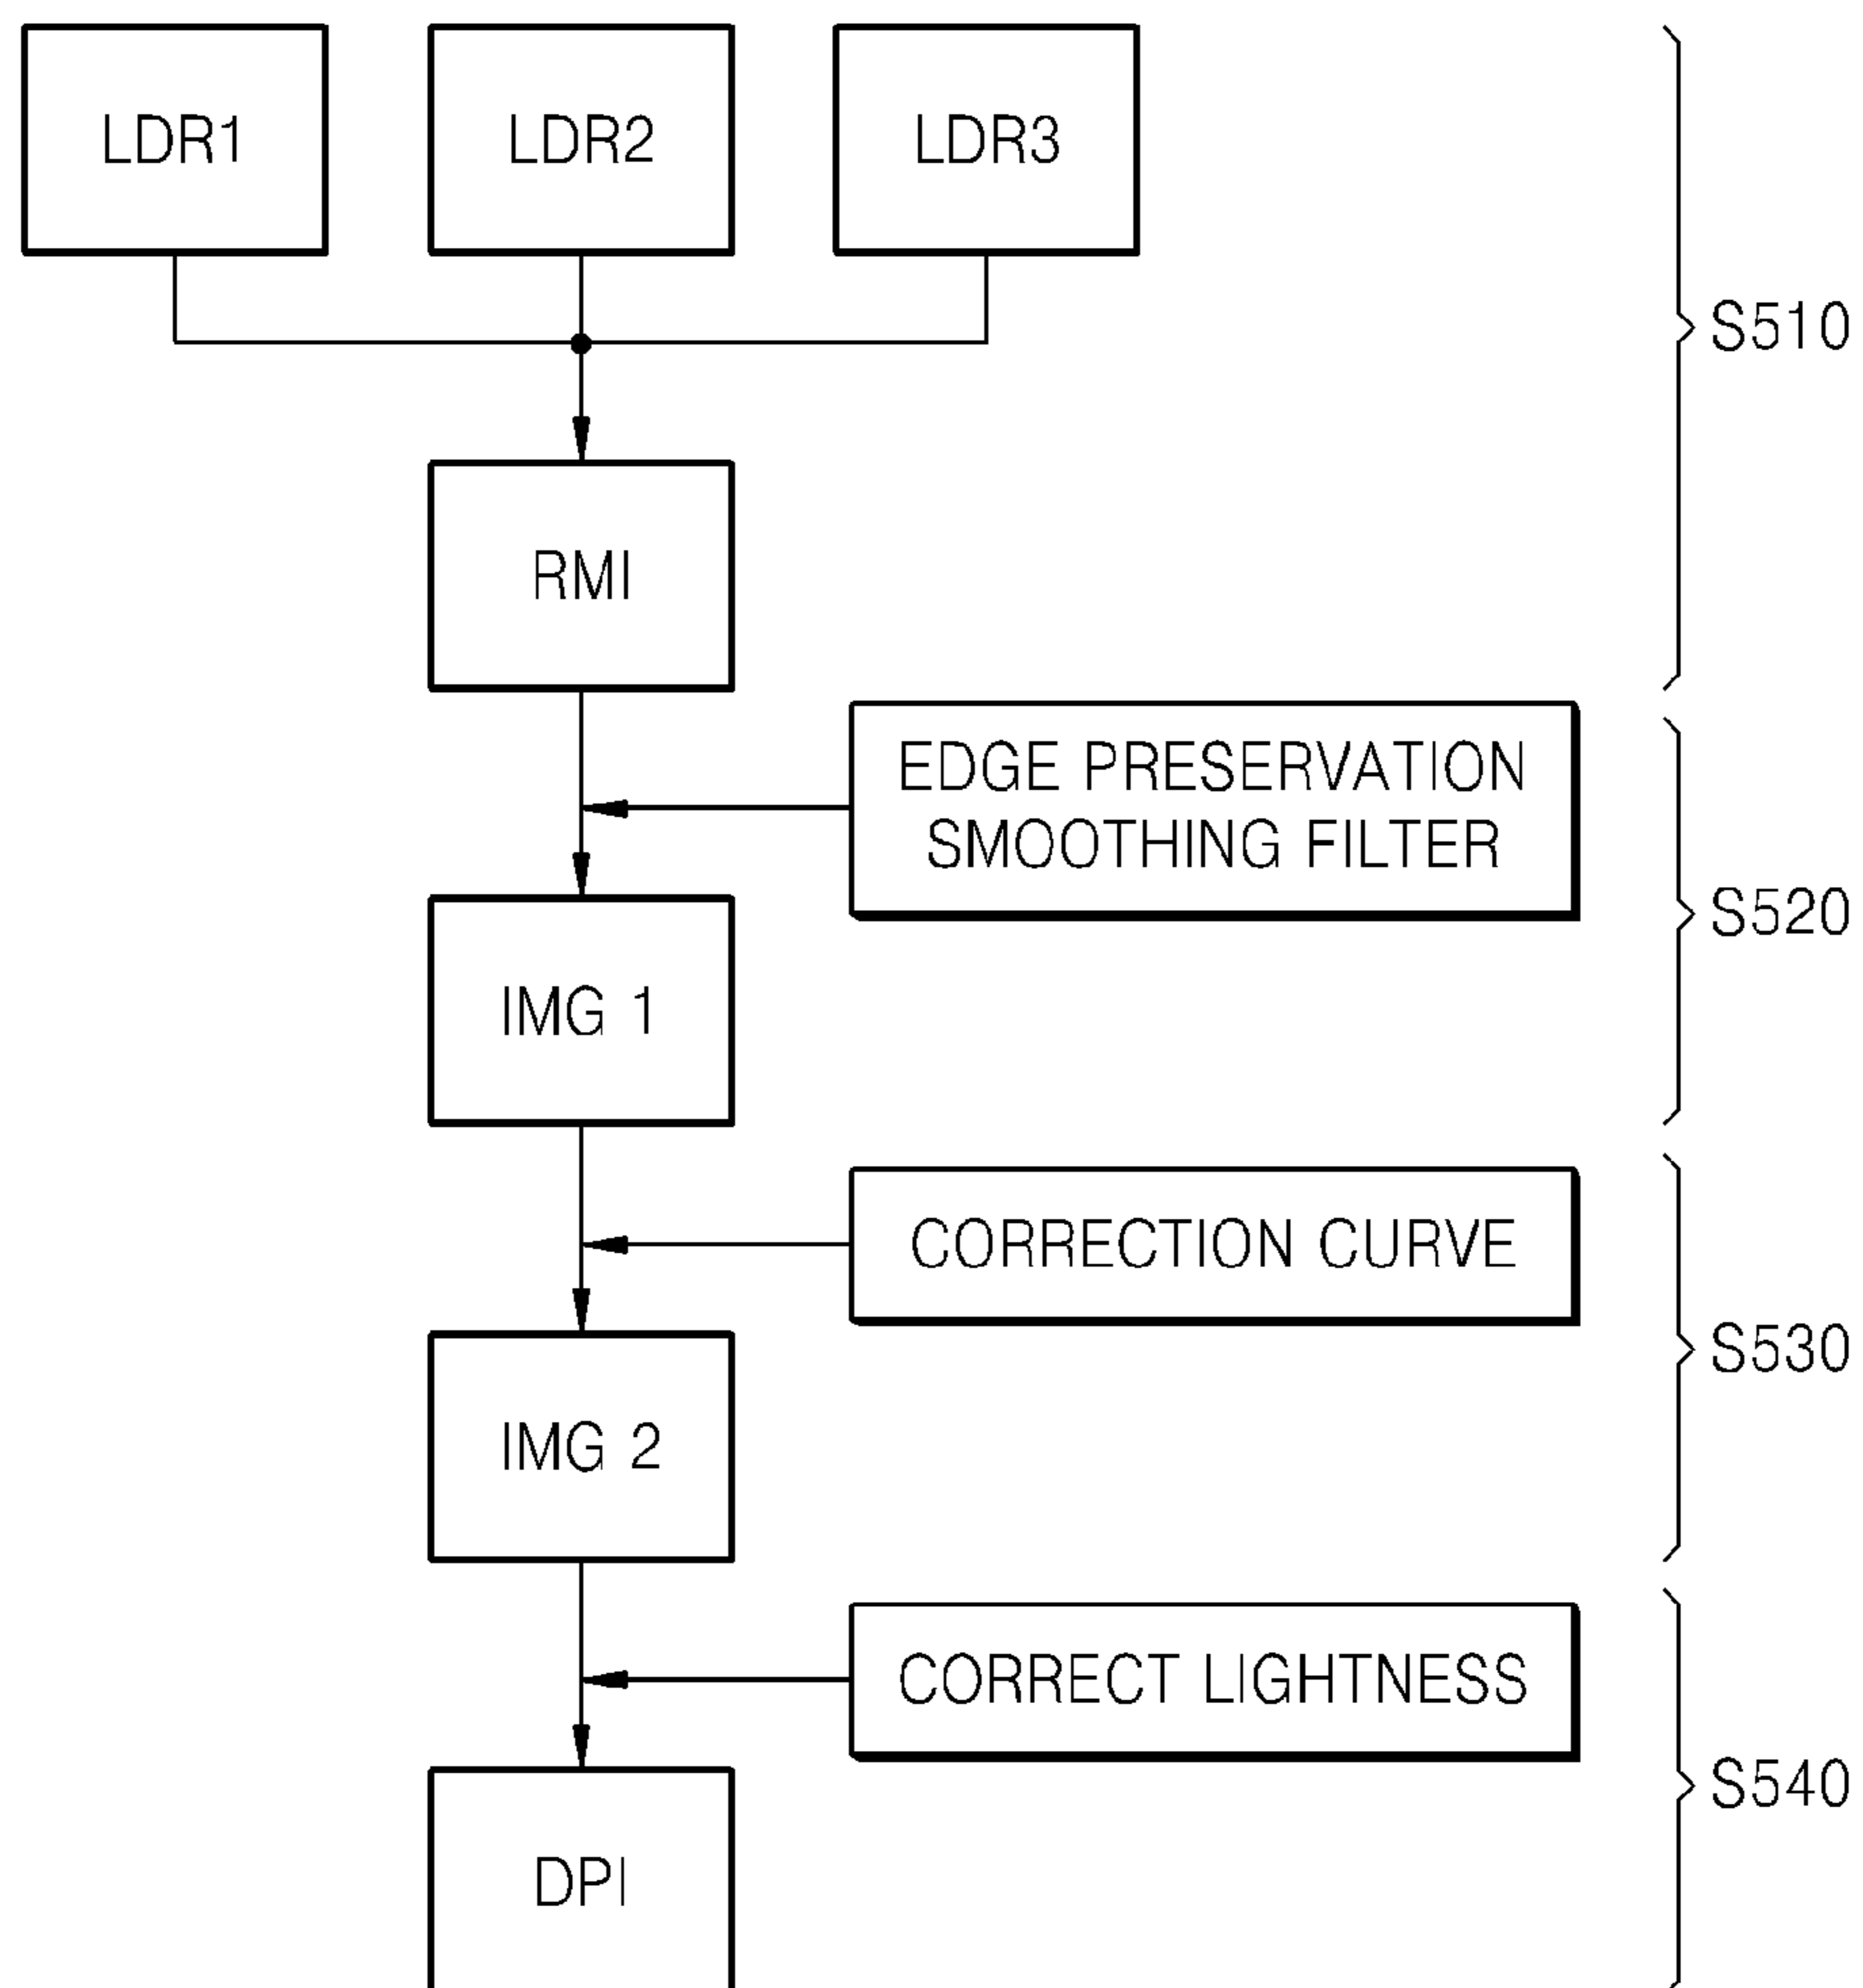 LDR1
LDR2
LDR3
S510
RMI
EDGE PRESERVATION
SMOOTHING FILTER
S520
IMG 1
CORRECTION CURVE
S530
IMG 2
CORRECT LIGHTNESS
S540
DPI